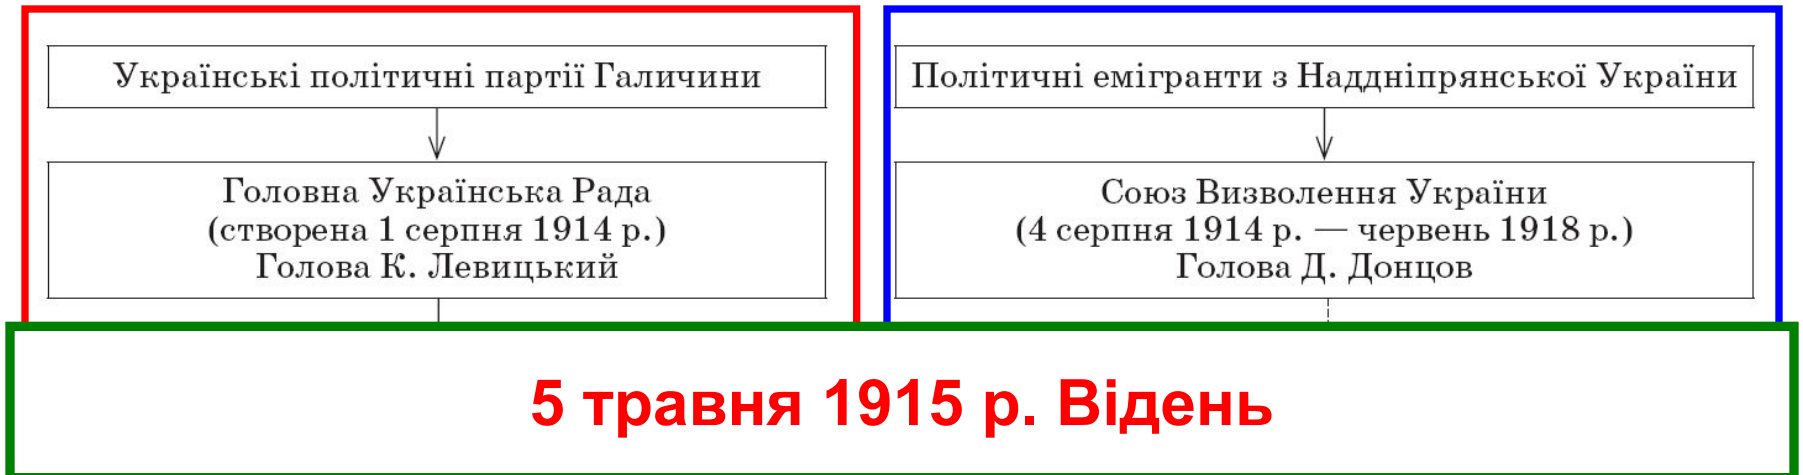 Українські політичні партії Галичини
Головна Українська Рада
(створена 1 серпня 1914 р.)
Голова К. Левицький
Політичні емігранти з Наддніпрянської України
Союз Визволення України
(4 серпня 1914 р. — червень 1918 р.)
Голова Д. Донцов
5 травня 1915 р. Відень